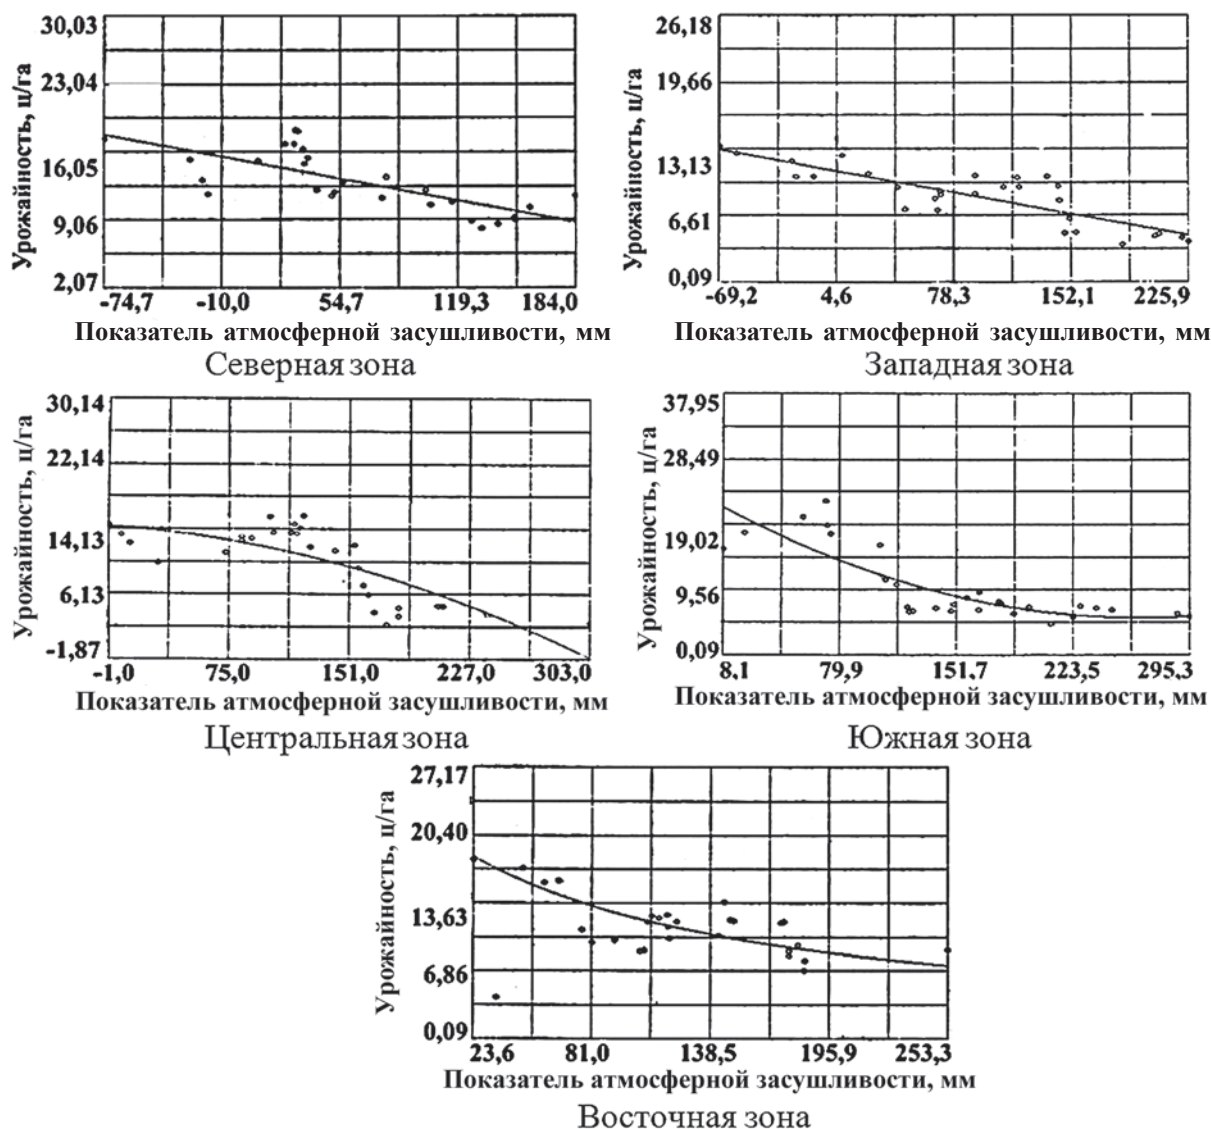 30,03
23,04
16,05
9,06
2,07
Урожайность, ц/га
-74,7 -10,0 54,7 119,3 184,0
Показатель атмосферной засушливости, мм
Северная зона
26,18
19,66
13,13
6,61
0,09
Урожайность, ц/га
-69,2 4,6 78,3 152,1 225,9
Показатель атмосферной засушливости, мм
Западная зона
30,14
22,14
14,13
6,13
-1,87
Урожайность, ц/га
-1,0 75,0 151,0 227,0 303,0
Показатель атмосферной засушливости, мм
Центральная зона
37,95
28,49
19,02
9,56
0,09
Урожайность, ц/га
8,1 79,9 151,7 223,5 295,3
Показатель атмосферной засушливости, мм
Южная зона
27,17
20,40
13,63
6,86
0,09
Урожайность, ц/га
23,6 81,0 138,5 195,9 253,3
Показатель атмосферной засушливости, мм
Восточная зона